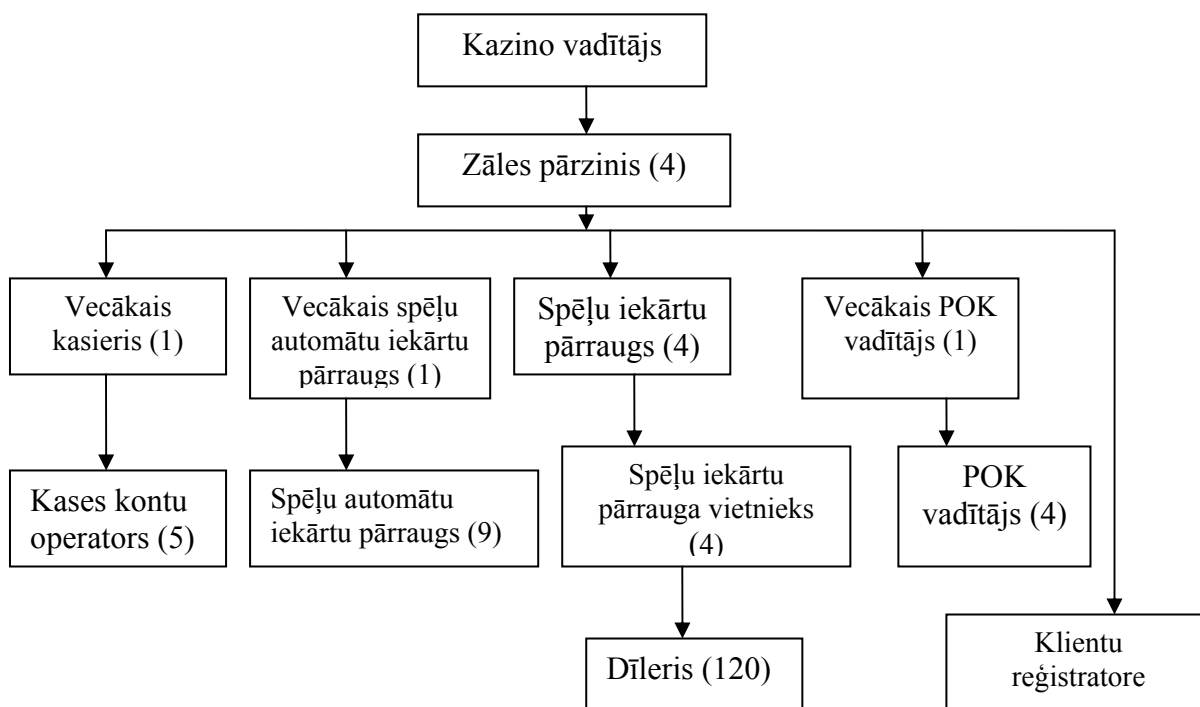 Kazino vadītājs
Zāles pārzinis (4)
Vecākais
kasieris (1)
Vecākais spēļu
automātu iekārtu
pārraugs (1)
Spēļu iekārtu
pārraugs (4)
Vecākais POK
vadītājs (1)
Kases kontu
operators (5)
Spēļu automātu
iekārtu pārraugs (9)
Spēļu iekārtu
pārrauga vietnieks
(4)
POK
vadītājs (4)
Dīleris (120)
Klientu
reģistratore